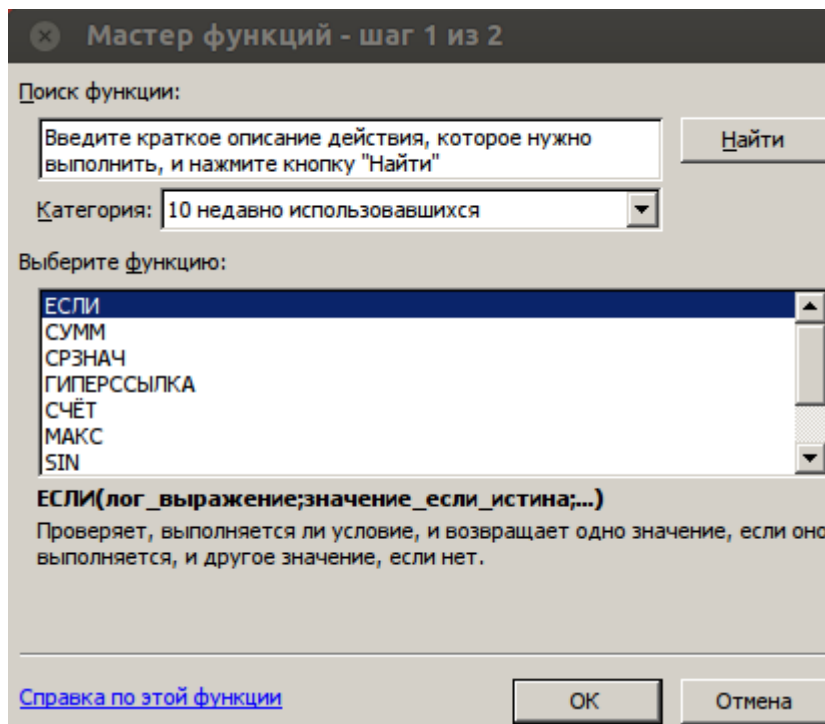 Мастер функций - шаг 1 из 2
Поиск функции:
Введите краткое описание действия, которое нужно
выполнить, и нажмите кнопку "Найти"
Найти
Категория: 10 недавно использовавшихся
Выберите функцию:
ЕСЛИ
СУММ
СРЗНАЧ
ГИПЕРССЫЛКА
СЧЁТ
МАКС
SIN
ЕСЛИ(лог_выражение;значение_если_истина;...)
Проверяет, выполняется ли условие, и возвращает одно значение, если оно
выполняется, и другое значение, если нет.
Справка по этой функции
ОК
Отмена